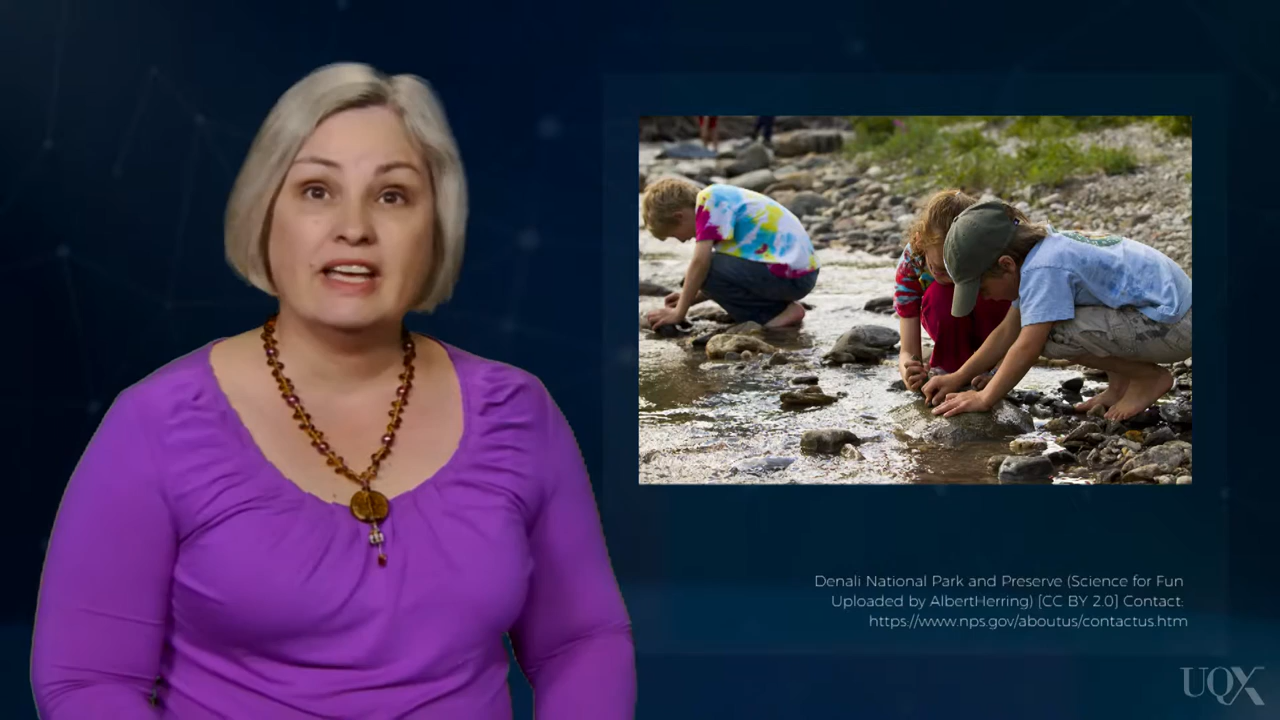 Denali National Park and Preserve (Science for Fun
Uploaded by AlbertHerring) [CC BY 2.0] Contact:
https://www.nps.gov/aboutus/contactus.htm
UQX